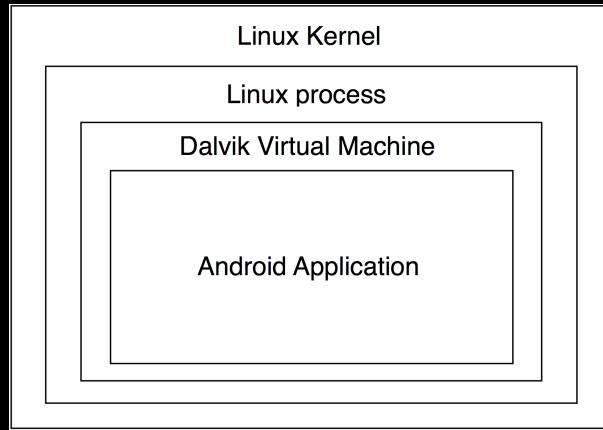 Linux Kernel
Linux process
Dalvik Virtual Machine
Android Application